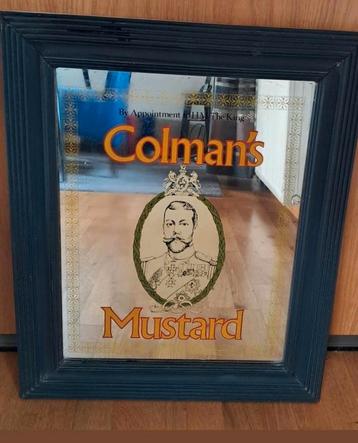 By Appointment to H.M. The King
Colman's
Mustard